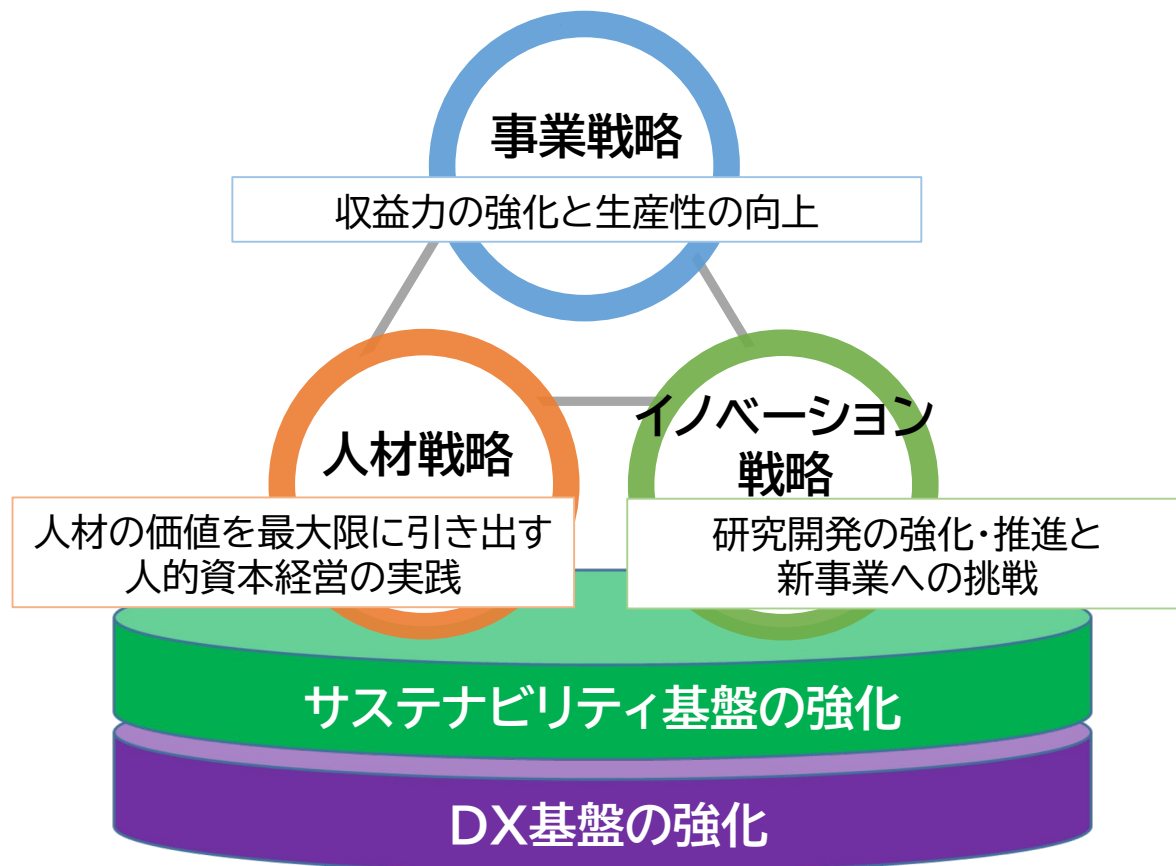 事業戦略
収益力の強化と生産性の向上
人材戦略
人材の価値を最大限に引き出す
人的資本経営の実践
イノベーション
戦略
研究開発の強化・推進と
新事業への挑戦
サステナビリティ基盤の強化
DX基盤の強化